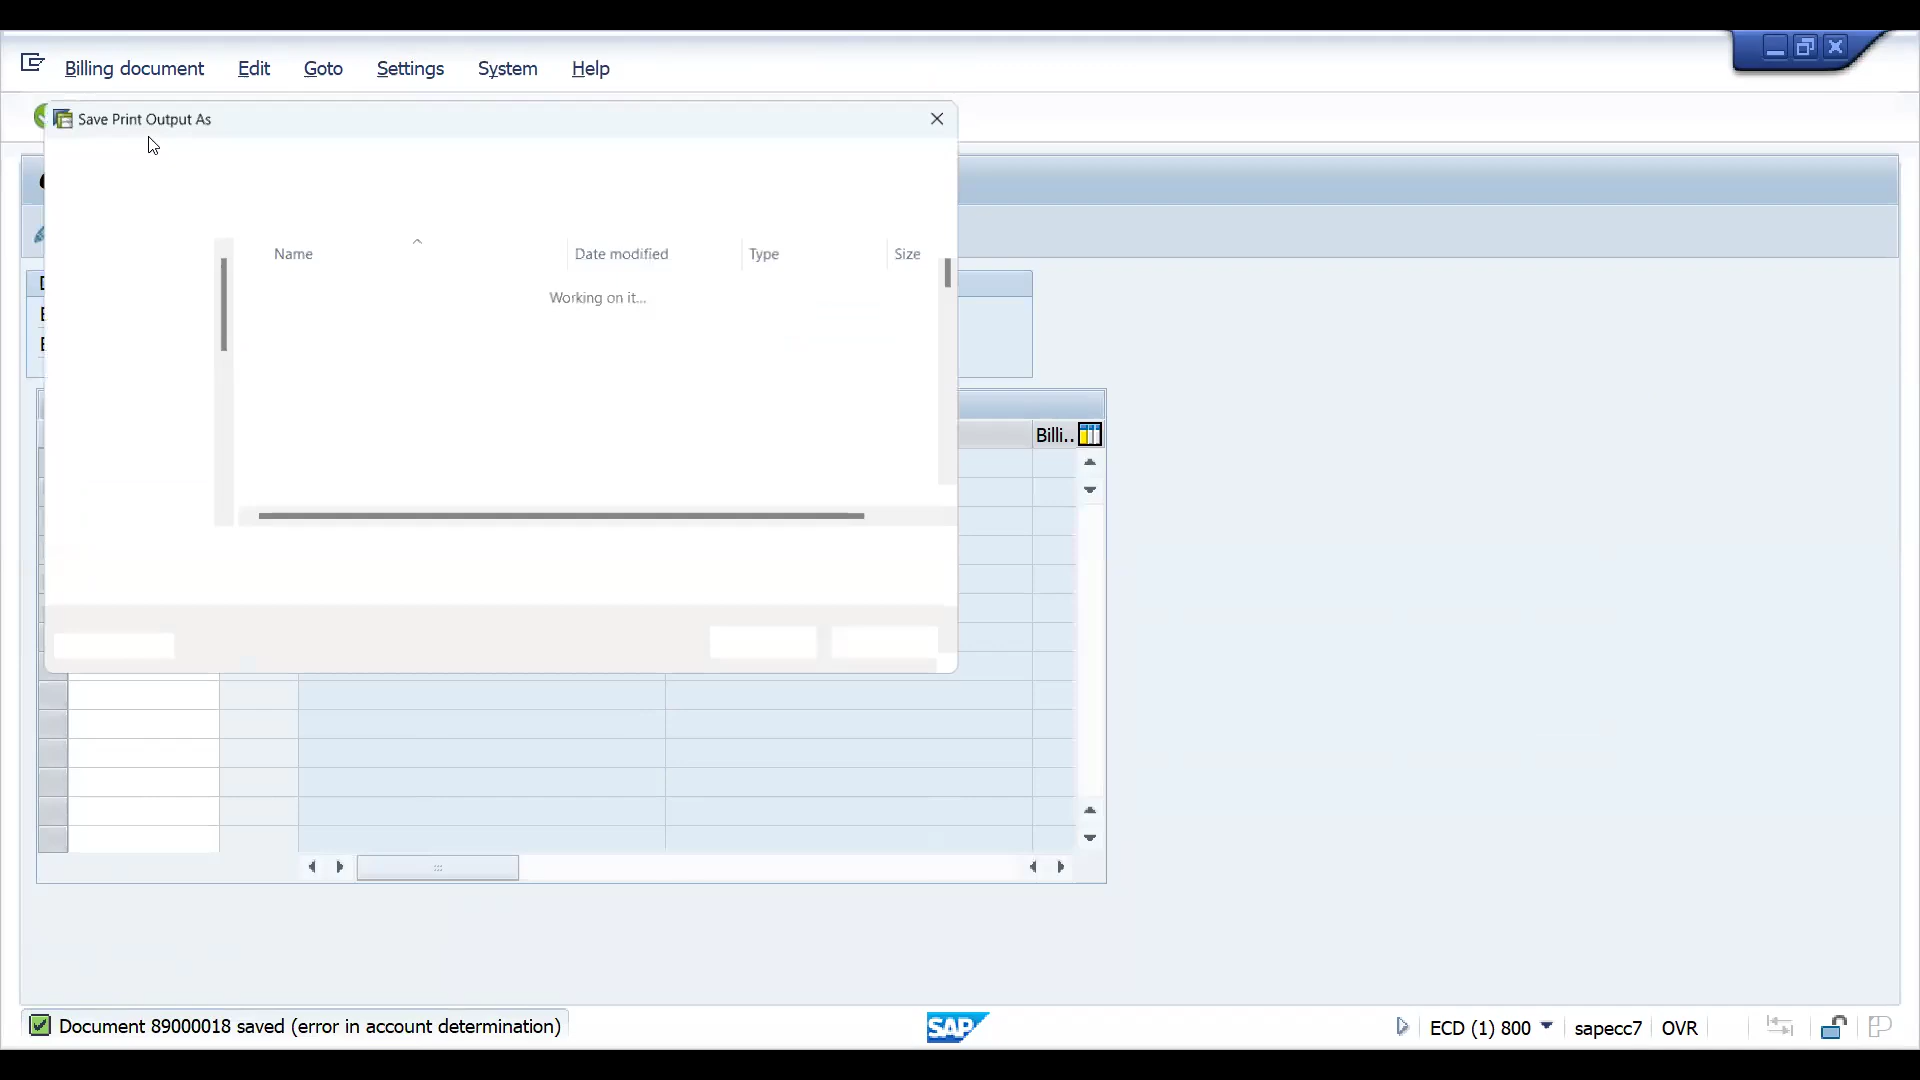 Billing document Edit Goto Settings System Help
Save Print Output As
Name Date modified Type Size
Working on it...
Billi..
Document 89000018 saved (error in account determination)
SAP
ECD (1) 800 sapecc7 OVR